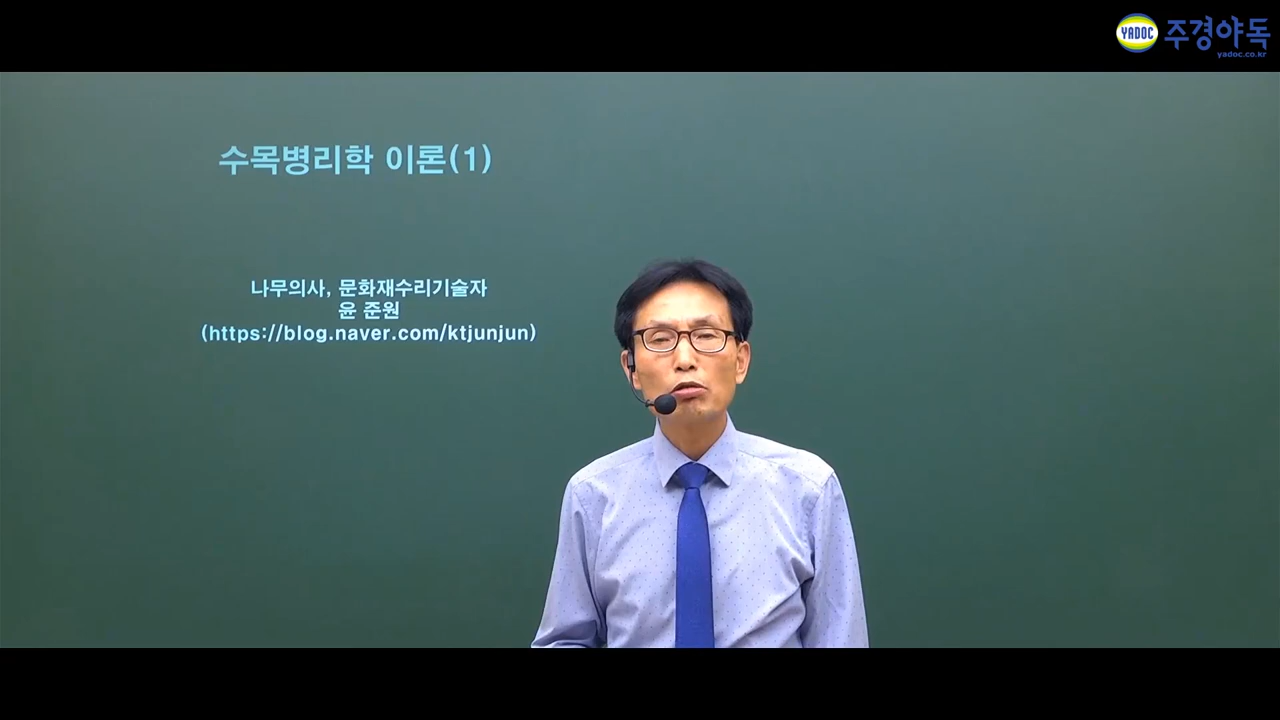 YADOC 주경야독
yadoc.co.kr
수목병리학 이론(1)
나무의사, 문화재수리기술자
윤 준원
(https://blog.naver.com/ktjunjun)